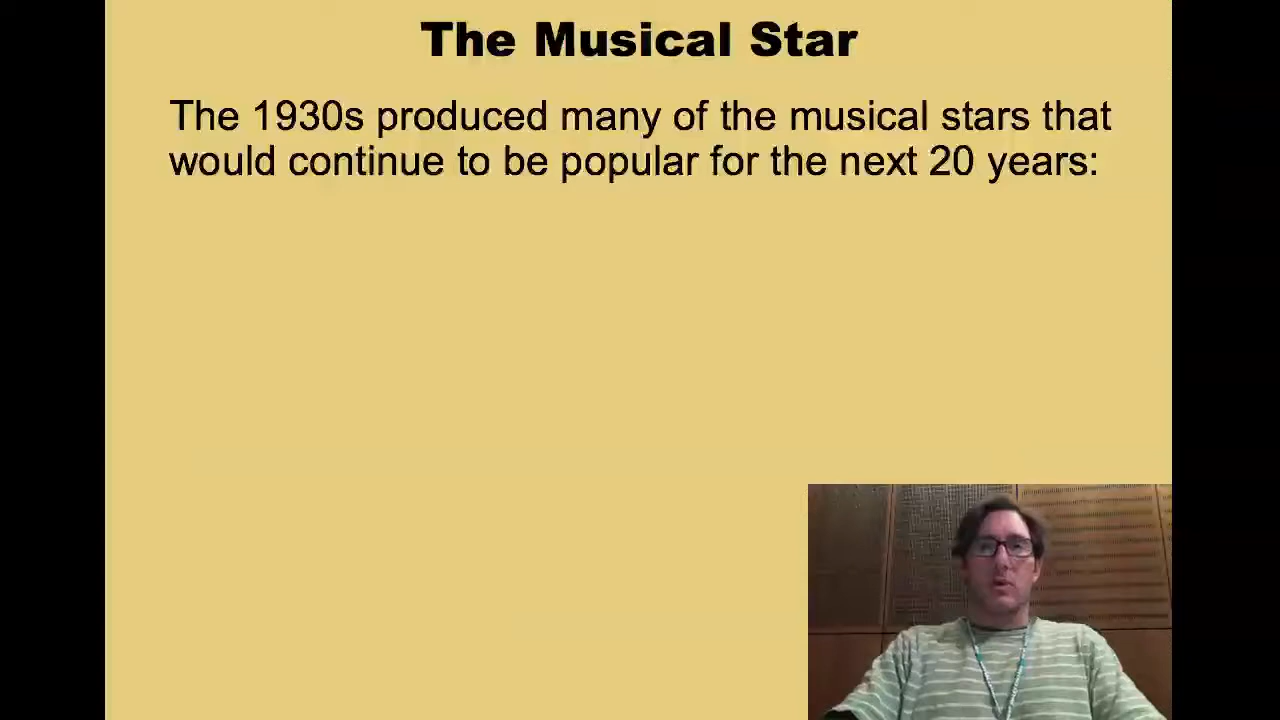 The Musical Star
The 1930s produced many of the musical stars that
would continue to be popular for the next 20 years: